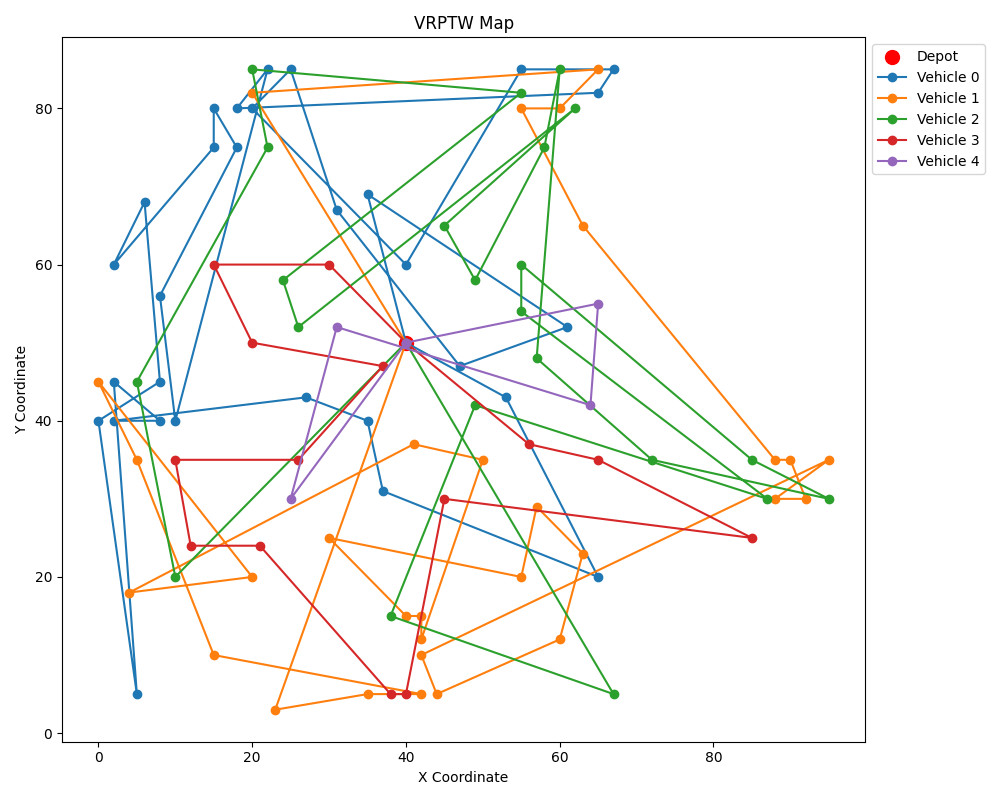 VRPTW Map
Depot
Vehicle 0
Vehicle 1
Vehicle 2
Vehicle 3
Vehicle 4
Y Coordinate
80
60
40
20
0
0 20 40 60 80
X Coordinate